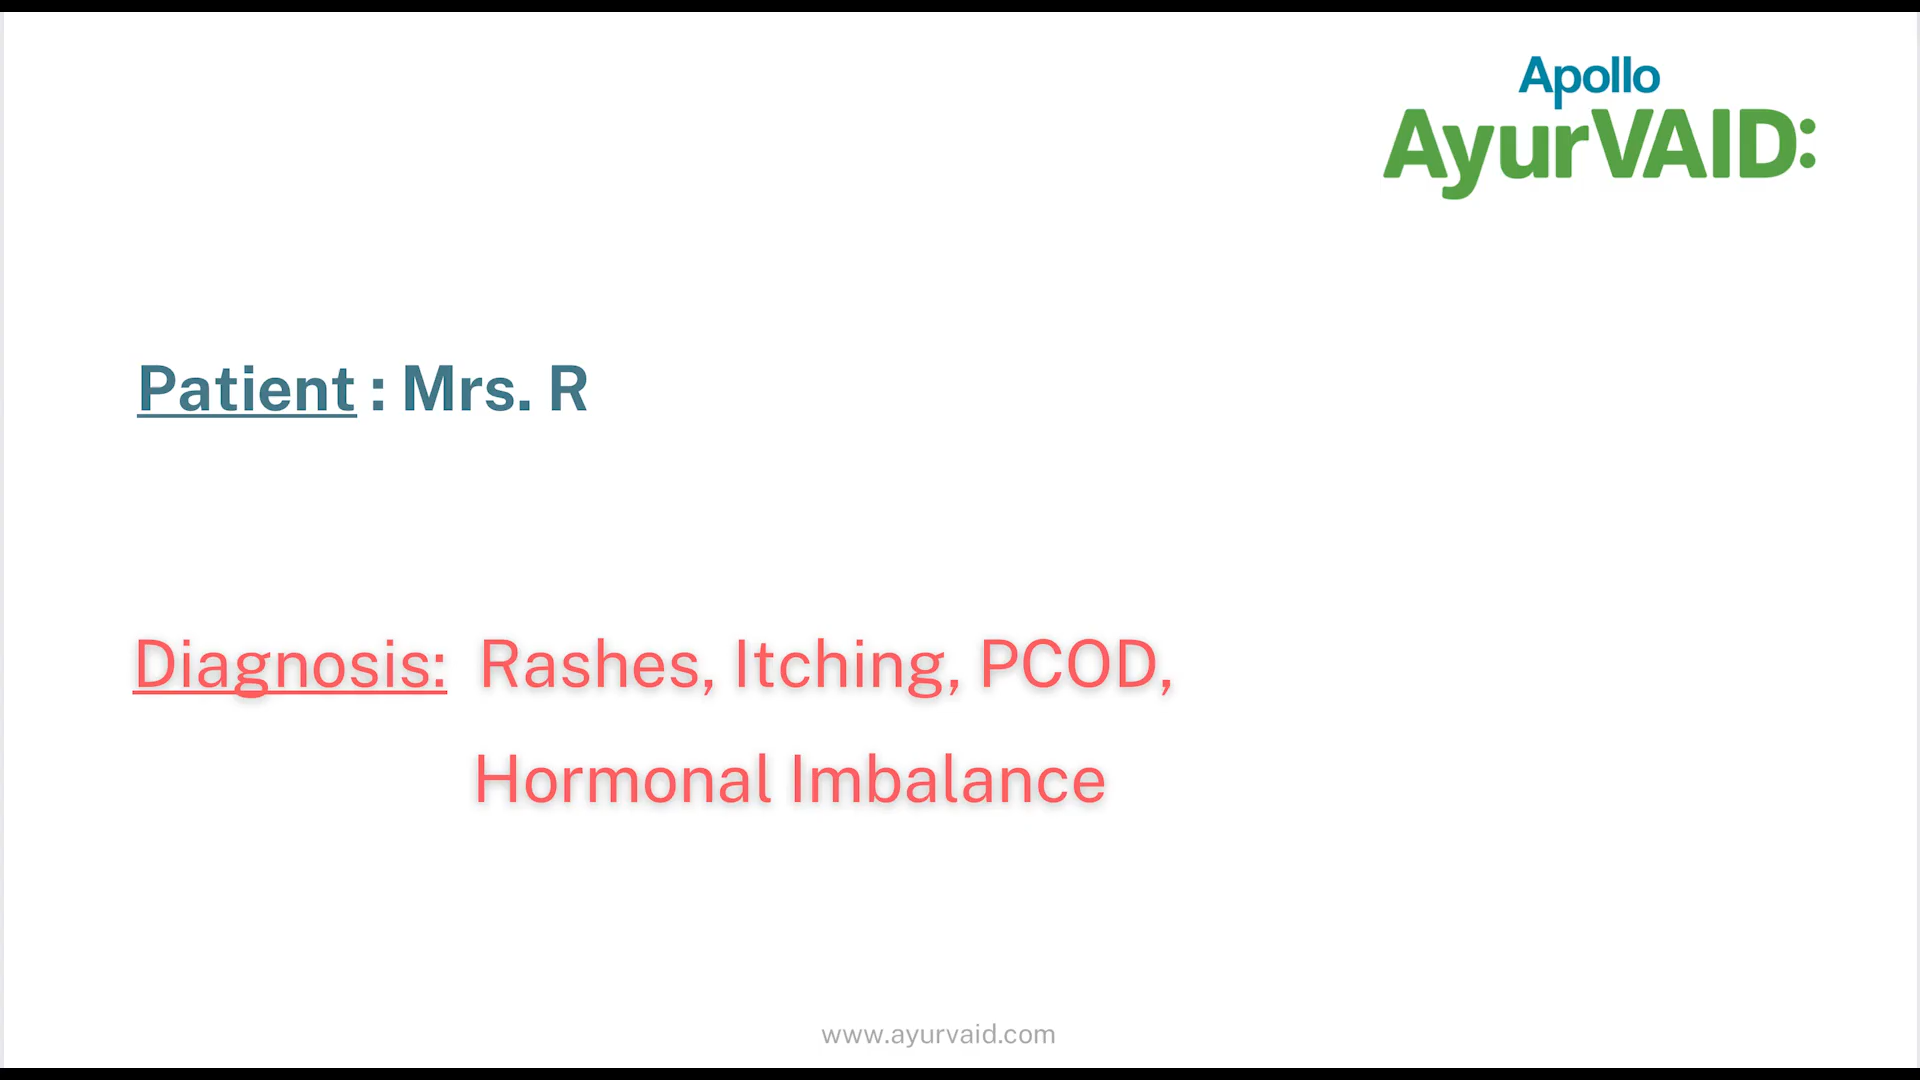 Apollo
AyurVAID:
Patient : Mrs. R
Diagnosis: Rashes, Itching, PCOD,
Hormonal Imbalance
www.ayurvaid.com